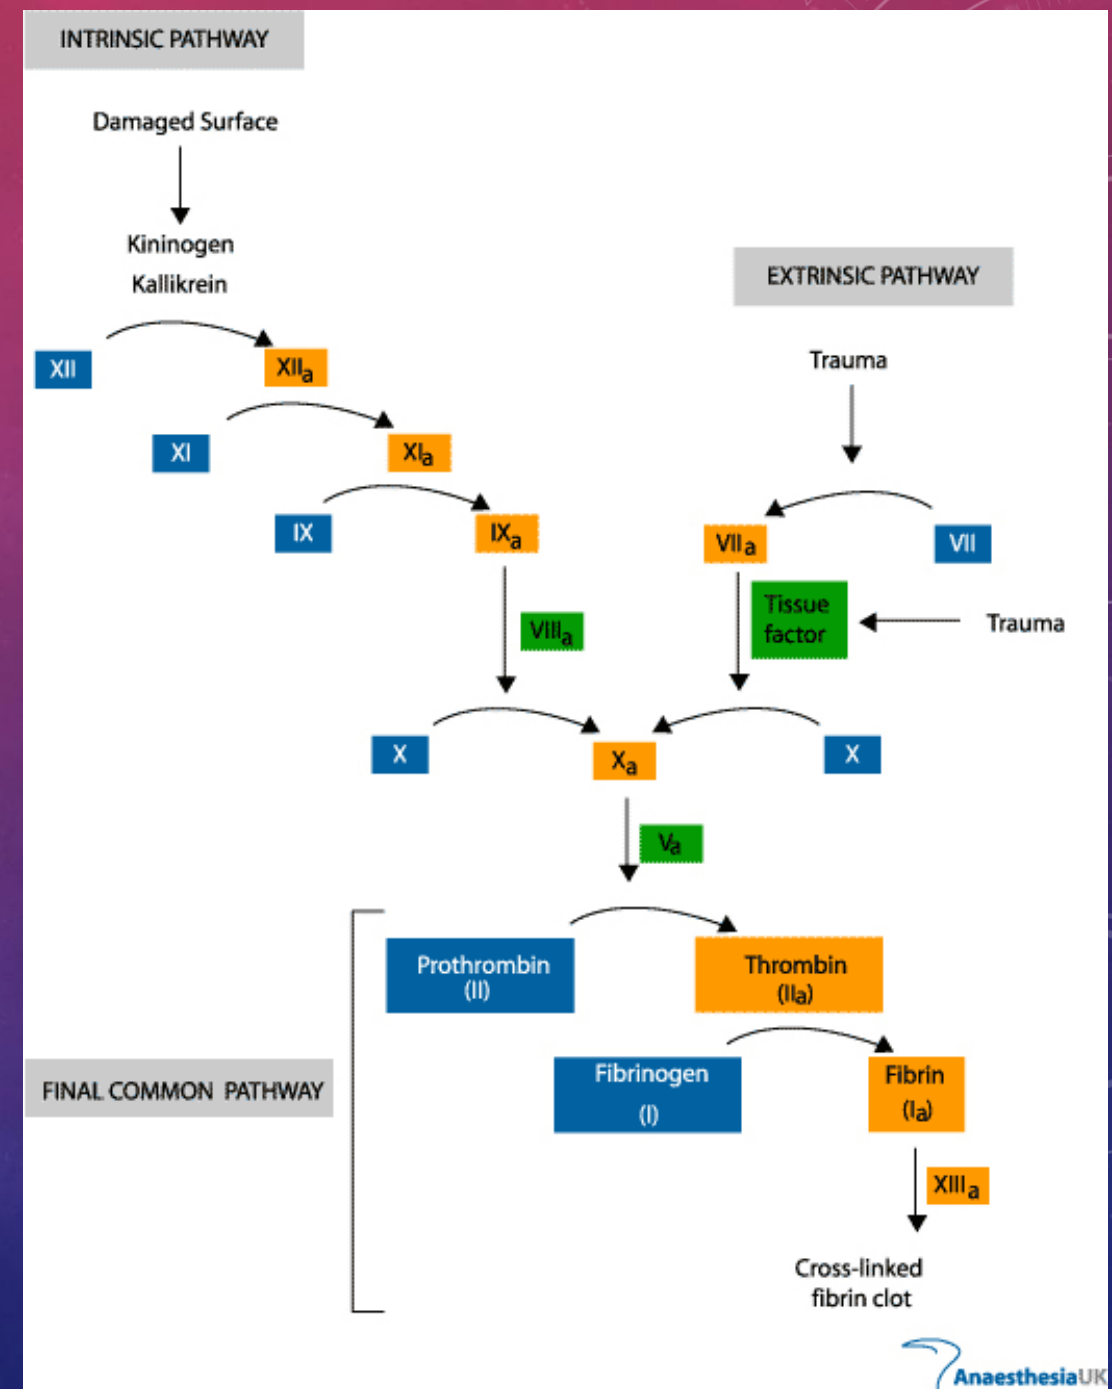 INTRINSIC PATHWAY
Damaged Surface
Kininogen
Kallikrein
EXTRINSIC PATHWAY
Trauma
XII
XIIa
XI
XIa
IX
IXa
VIIa
VII
VIIIa
Tissue
factor
Trauma
X
Xa
X
Va
Prothrombin
(II)
Thrombin
(IIa)
FINAL COMMON PATHWAY
Fibrinogen
(I)
Fibrin
(Ia)
XIIIa
Cross-linked
fibrin clot
AnaesthesiaUK